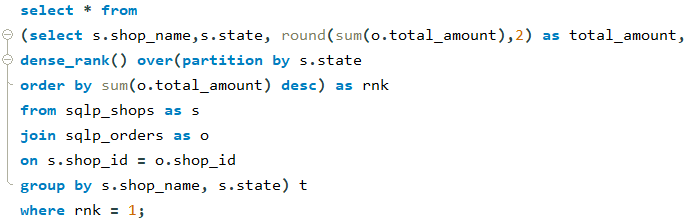 select * from
(select s.shop_name,s.state, round(sum(o.total_amount),2) as total_amount,
dense_rank() over(partition by s.state
order by sum(o.total_amount) desc) as rnk
from sqlp_shops as s
join sqlp_orders as o
on s.shop_id = o.shop_id
group by s.shop_name, s.state) t
where rnk = 1;